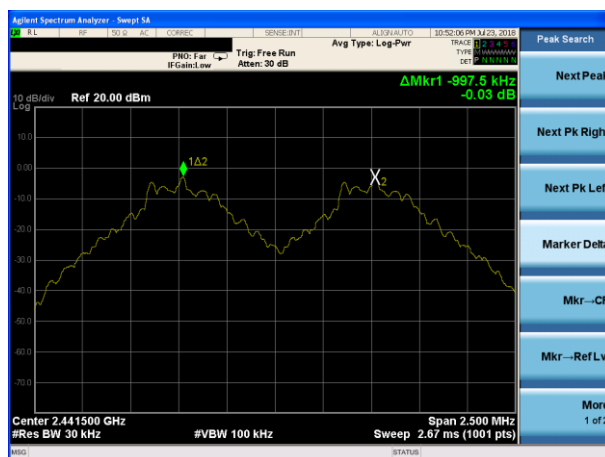 Agilent Spectrum Analyzer - Swept SA
RL RF 50 Ω AC CORREC SENSE:INT ALIGNAUTO 10:52:06 PM Jul 23, 2018
Avg Type: Log-Pwr TRACE 1 2 3 4 5 6
PNO: Far Trig: Free Run TYPE
IFGain:Low Atten: 30 dB DET P N N N N N
ΔMkr1 -997.5 kHz
-0.03 dB
10 dB/div Ref 20.00 dBm
Log
10.0
0.00
-10.0
-20.0
-30.0
-40.0
-50.0
-60.0
-70.0
1Δ2
2
Center 2.441500 GHz Span 2.500 MHz
#Res BW 30 kHz #VBW 100 kHz Sweep 2.67 ms (1001 pts)
MSG STATUS
Peak Search
Next Peak
Next Pk Righ
Next Pk Left
Marker Delta
Mkr→CF
Mkr→Ref Lv
More
1 of 2